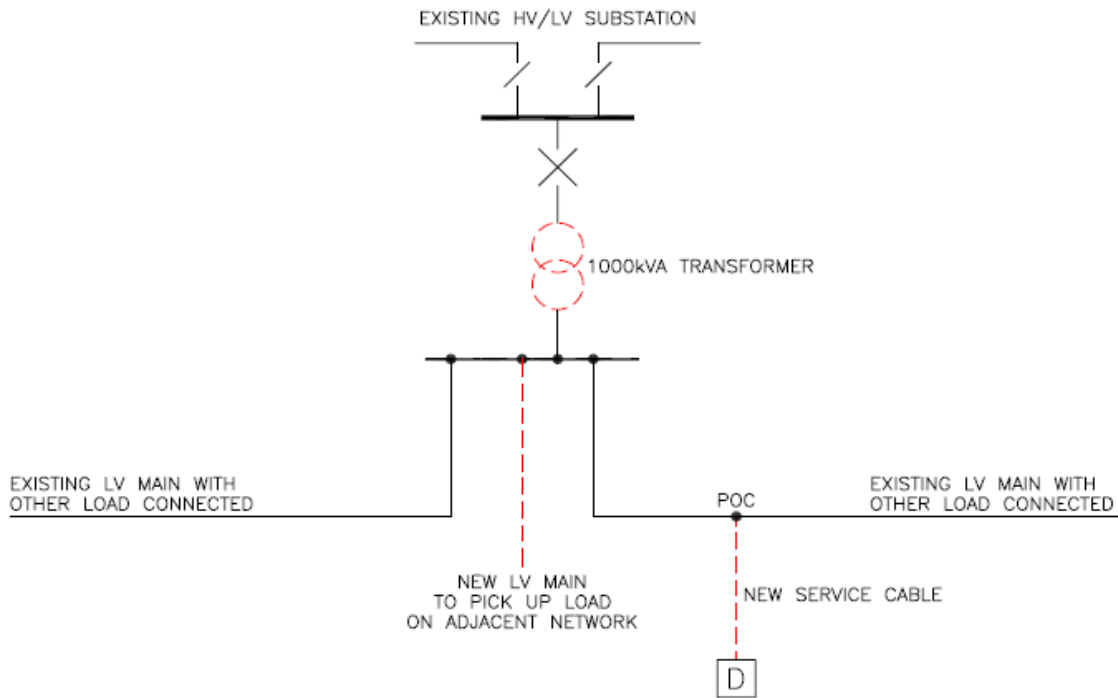 EXISTING HV/LV SUBSTATION
1000kVA TRANSFORMER
EXISTING LV MAIN WITH
OTHER LOAD CONNECTED
POC
EXISTING LV MAIN WITH
OTHER LOAD CONNECTED
NEW LV MAIN
TO PICK UP LOAD
ON ADJACENT NETWORK
NEW SERVICE CABLE
D